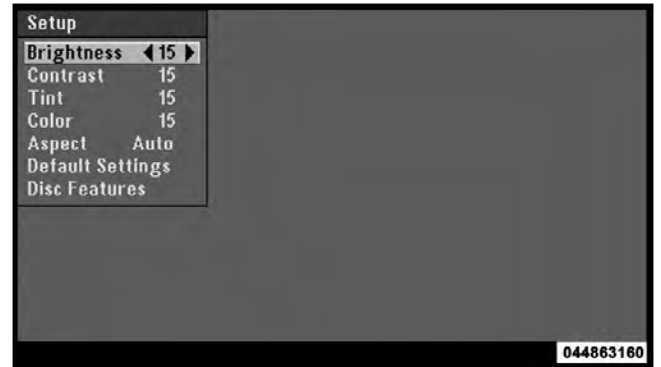 Setup
Brightness ◀ 15 ▶
Contrast 15
Tint 15
Color 15
Aspect Auto
Default Settings
Disc Features
044863160